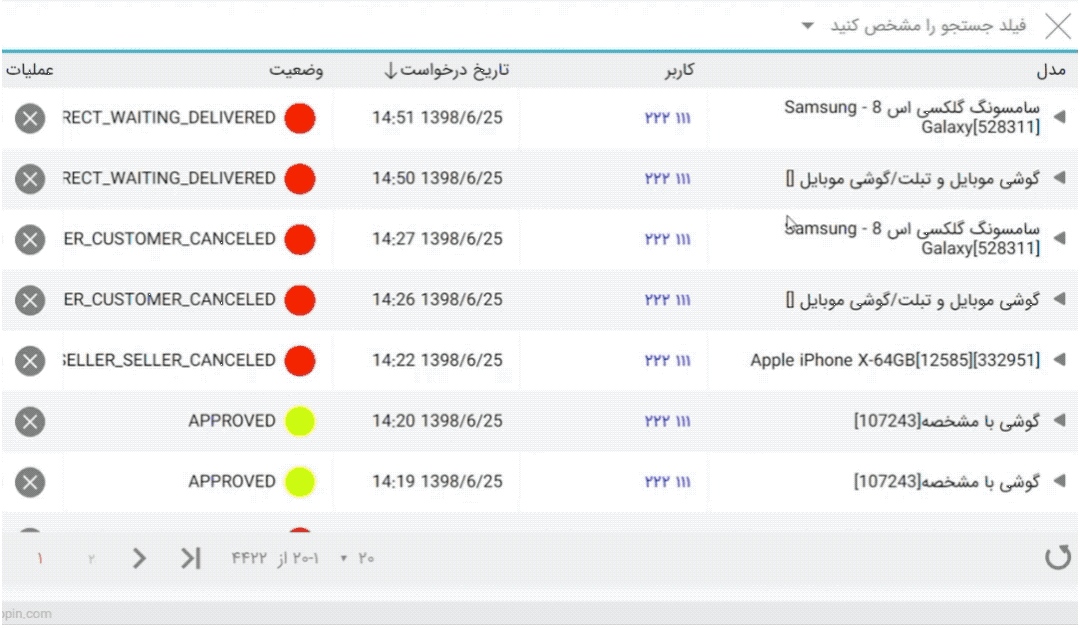 فیلد جستجو را مشخص کنید
مدل کاربر تاریخ درخواست وضعیت عملیات
سامسونگ گلکسی اس 8 - Samsung
Galaxy[528311]
۱۱۱ ۲۲۲ 14:51 1398/6/25 RECT_WAITING_DELIVERED
گوشی موبایل و تبلت/گوشی موبایل [] ۱۱۱ ۲۲۲ 14:50 1398/6/25 RECT_WAITING_DELIVERED
سامسونگ گلکسی اس 8 - Samsung
Galaxy[528311]
۱۱۱ ۲۲۲ 14:27 1398/6/25 ER_CUSTOMER_CANCELED
گوشی موبایل و تبلت/گوشی موبایل [] ۱۱۱ ۲۲۲ 14:26 1398/6/25 ER_CUSTOMER_CANCELED
Apple iPhone X-64GB[12585][332951] ۱۱۱ ۲۲۲ 14:22 1398/6/25 SELLER_SELLER_CANCELED
گوشی با مشخصه[107243] ۱۱۱ ۲۲۲ 14:20 1398/6/25 APPROVED
گوشی با مشخصه[107243] ۱۱۱ ۲۲۲ 14:19 1398/6/25 APPROVED
۲۰ ۱-۲۰ از ۴۴۲۲ ۲ ۱